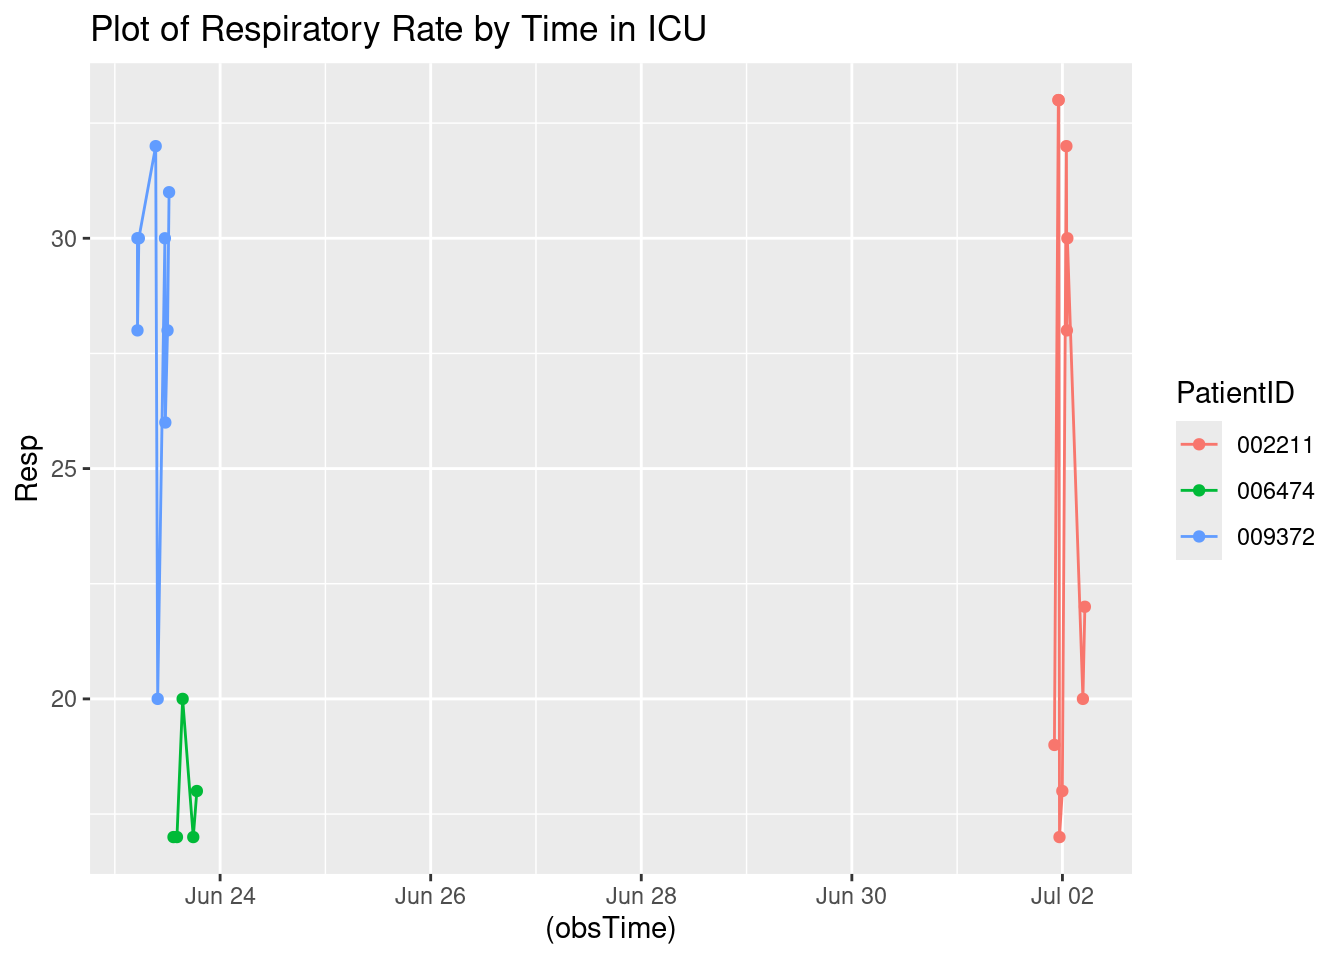 Plot of Respiratory Rate by Time in ICU
30
25
20
Resp
Jun 24
Jun 26
Jun 28
Jun 30
Jul 02
(obsTime)
PatientID
002211
006474
009372